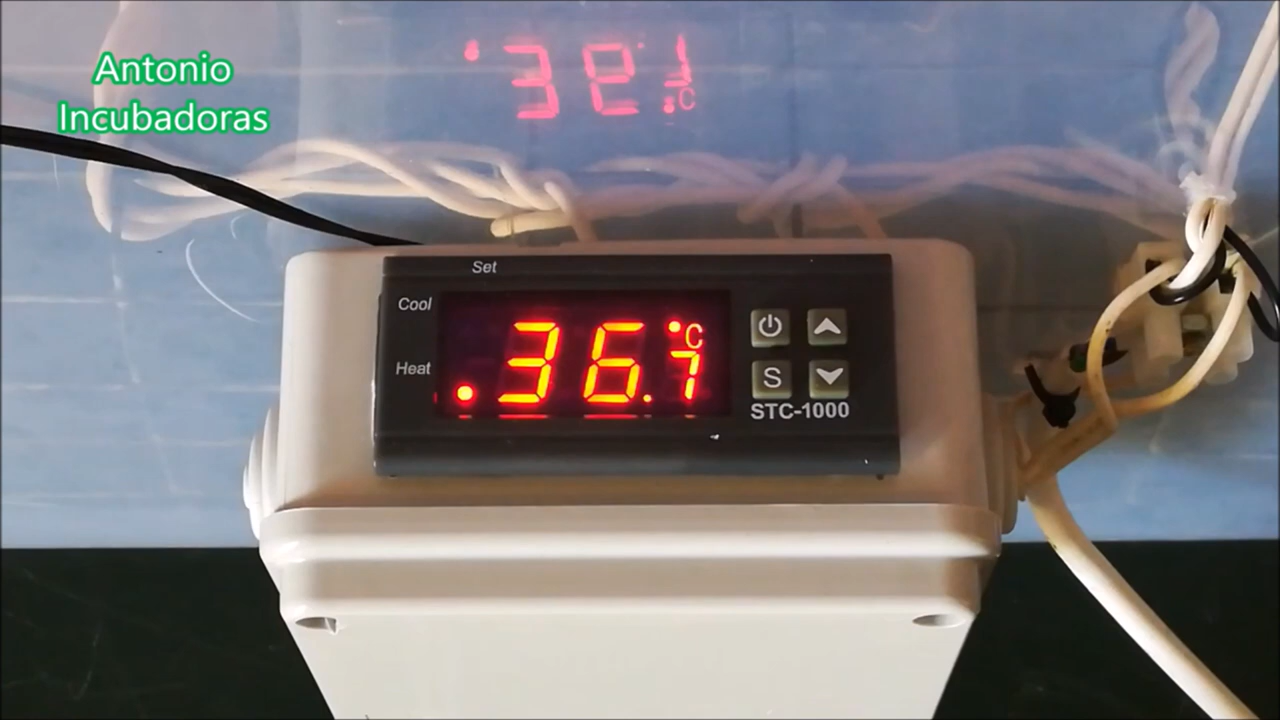 Antonio
Incubadoras
Set
Cool
Heat
36.7 °C
S
STC-1000